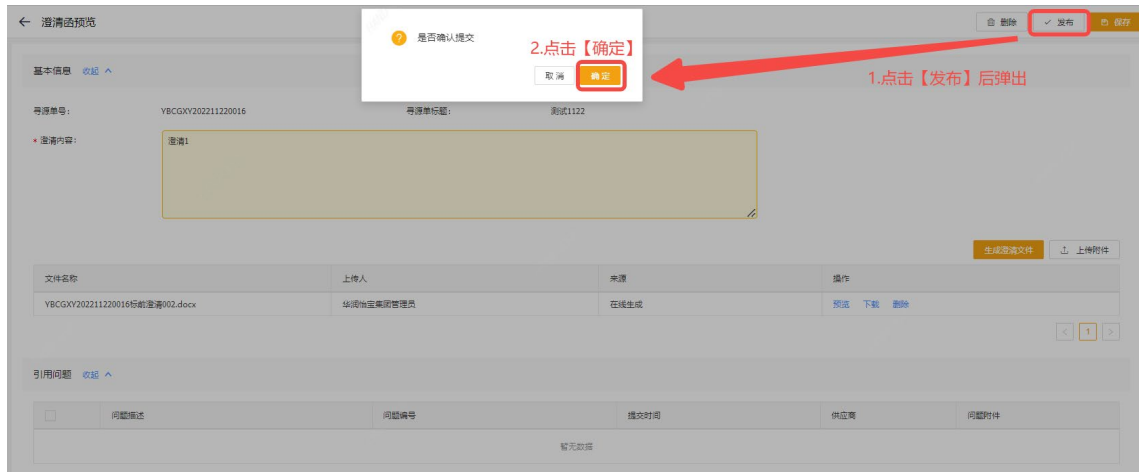 澄清函预览
删除
发布
保存
是否确认提交
2.点击【确定】
取消
确定
1.点击【发布】后弹出
基本信息 收起
寻源单号: YBCGXY202211220016 寻源单标题: 测试1122
* 澄清内容: 澄清1
生成澄清文件 上传附件
文件名称 上传人 来源 操作
YBCGXY202211220016标前澄清002.docx 华润怡宝集团管理员 在线生成 预览 下载 删除
< 1 >
引用问题 收起
问题描述 问题编号 提交时间 供应商 问题附件
暂无数据